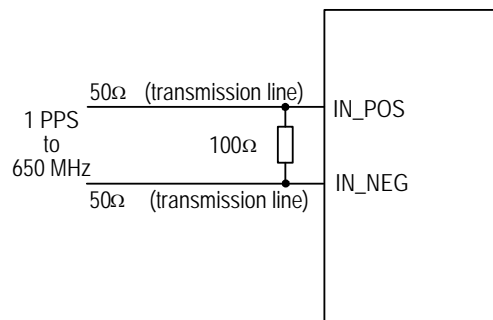 50Ω (transmission line)
IN_POS
1 PPS
to
650 MHz
100Ω
IN_NEG
50Ω (transmission line)